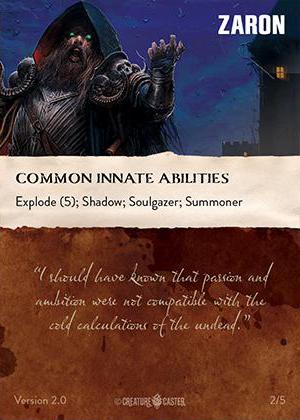 ZARON
COMMON INNATE ABILITIES
Explode (5); Shadow; Soulgazer; Summoner
“I should have known that passion and
ambition were not compatible with the
cold calculations of the undead.”
Version 2.0
© CREATURE CASTER
2/5